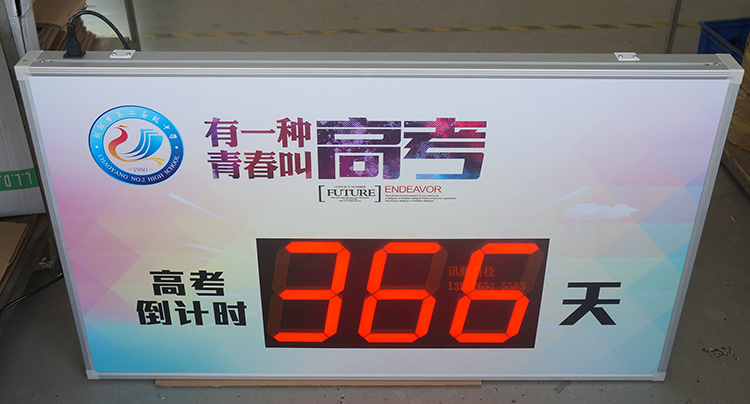 有一种
青春叫
高考
CHAOYANG NO.2 HIGH SCHOOL
1960
[ FUTURE ] ENDEAVOR
高考
倒计时
366
天